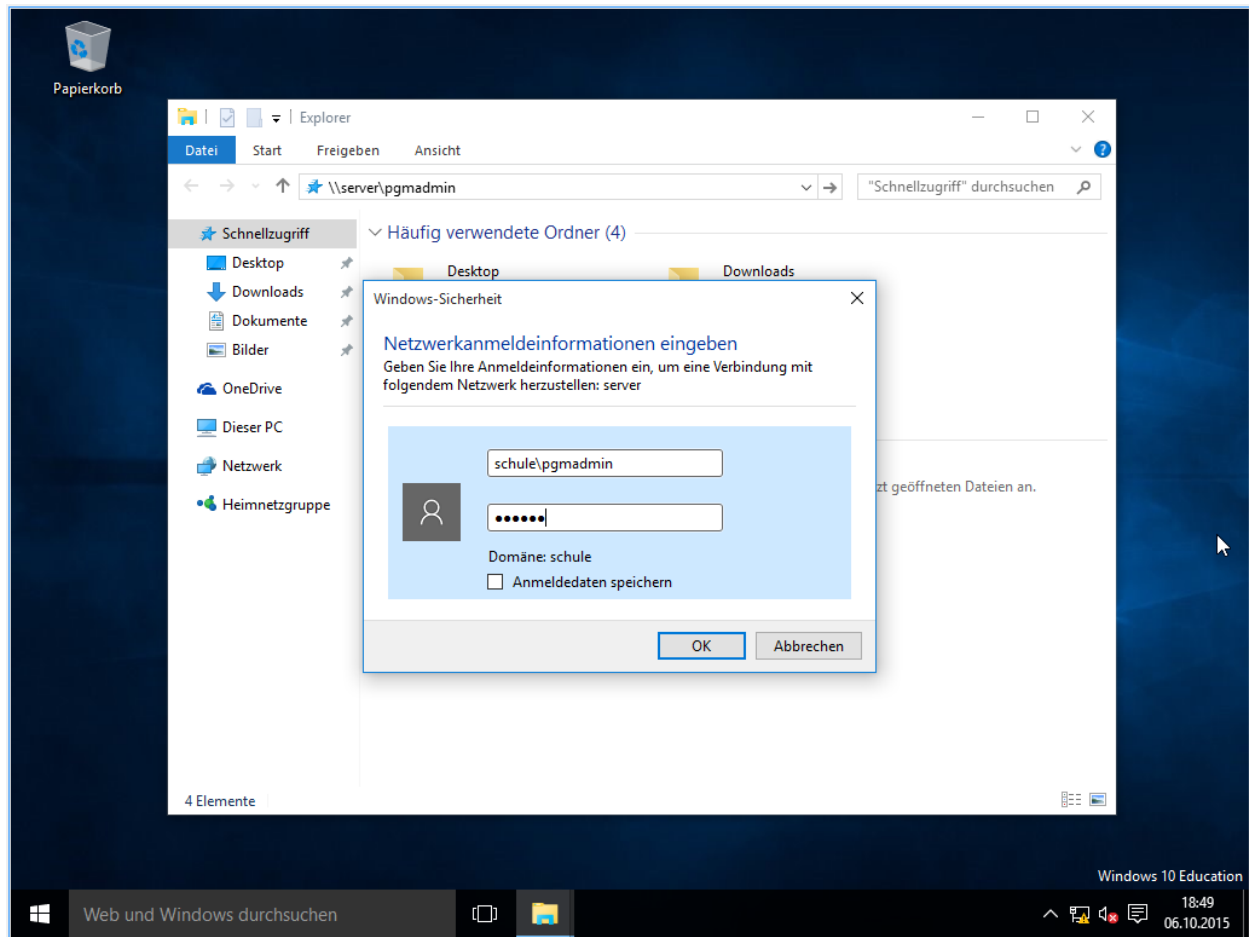 Papierkorb
Explorer
Datei Start Freigeben Ansicht
\\server\pgmadmin
"Schnellzugriff" durchsuchen
Schnellzugriff
Häufig verwendete Ordner (4)
Desktop
Desktop
Downloads
Downloads
Dokumente
Bilder
OneDrive
Dieser PC
Netzwerk
Heimnetzgruppe
Windows-Sicherheit
Netzwerkanmeldeinformationen eingeben
Geben Sie Ihre Anmeldeinformationen ein, um eine Verbindung mit
folgendem Netzwerk herzustellen: server
schule\pgmadmin
••••••
Domäne: schule
Anmeldedaten speichern
OK Abbrechen
geöffneten Dateien an.
4 Elemente
Windows 10 Education
Web und Windows durchsuchen
18:49
06.10.2015